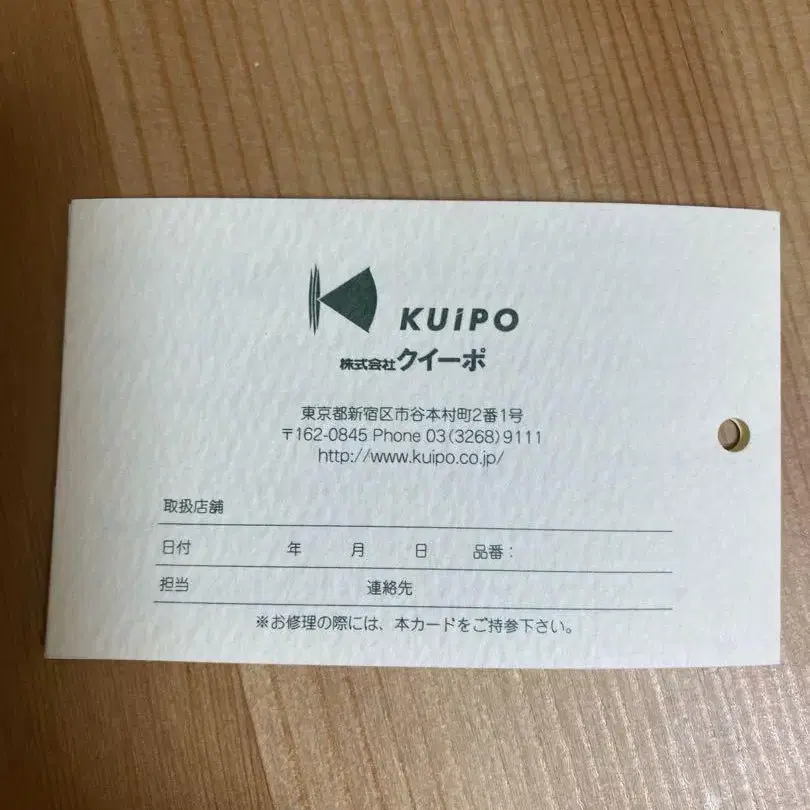 KUiPO
株式会社クイーポ
東京都新宿区市谷本村町2番1号
〒162-0845 Phone 03(3268)9111
http://www.kuipo.co.jp/
取扱店舗
日付 年 月 日 品番：
担当 連絡先
※お修理の際には、本カードをご持参下さい。